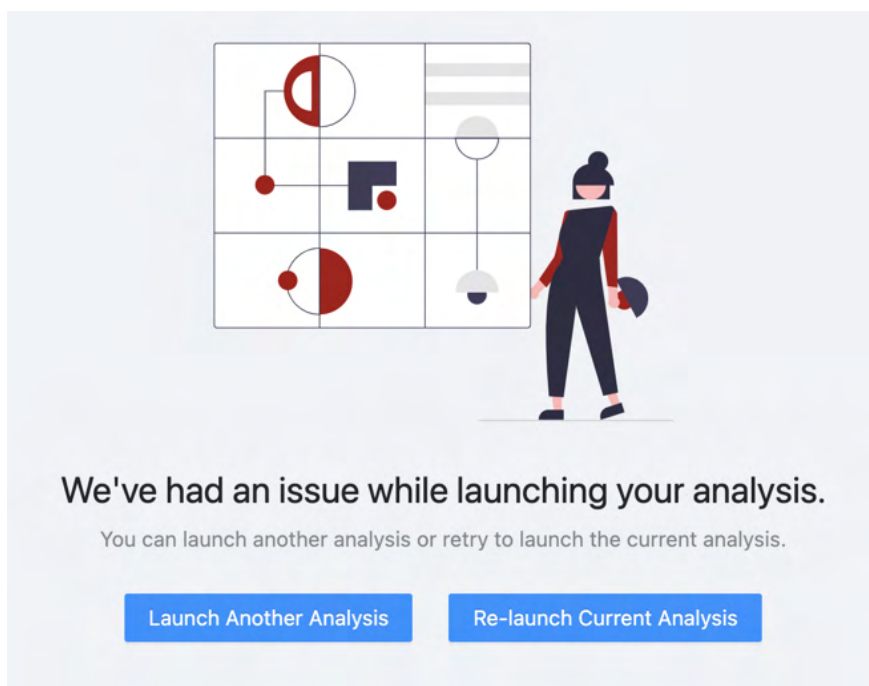 We've had an issue while launching your analysis.
You can launch another analysis or retry to launch the current analysis.
Launch Another Analysis
Re-launch Current Analysis